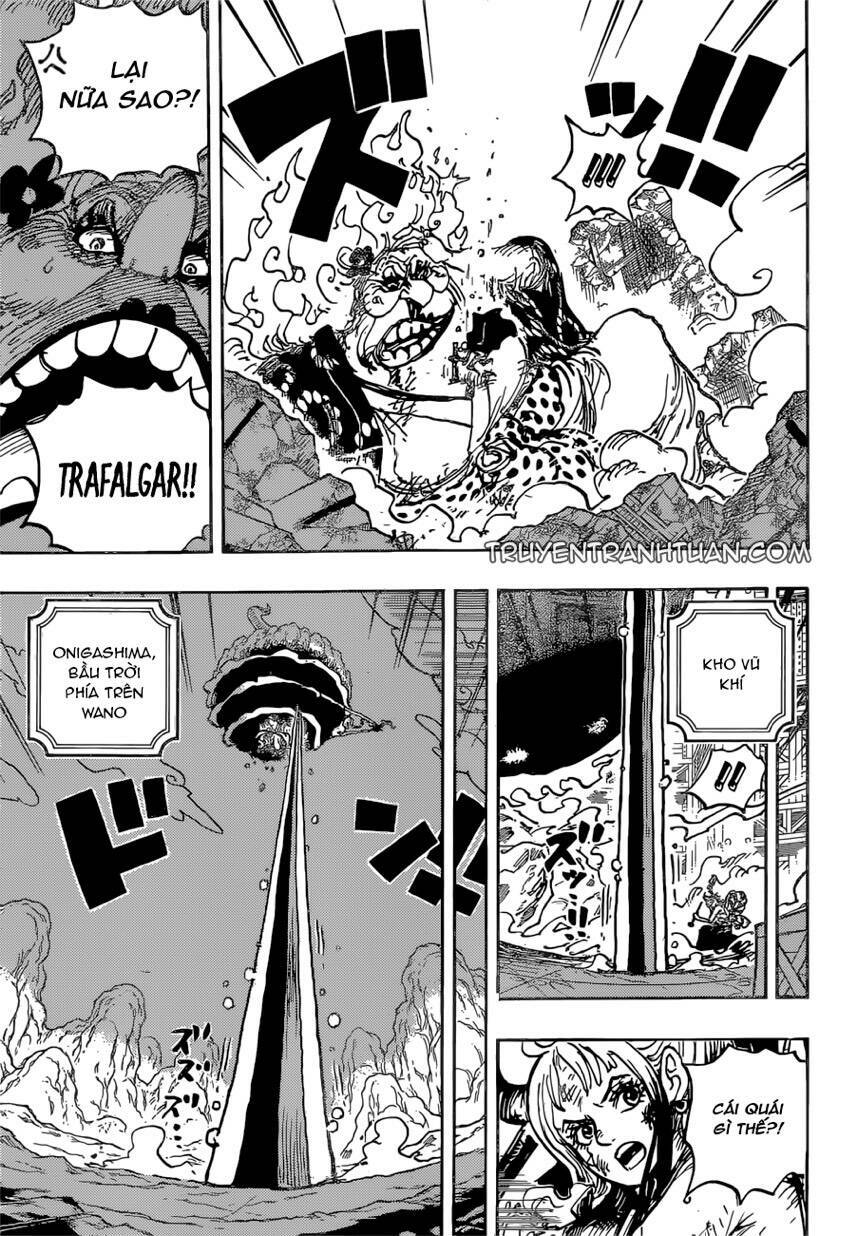 ズ
ッ!!
!!!
LẠI
NỮA SAO?!
TRAFALGAR!!
TRUYENTRANHTUAN.COM
KHO VŨ
KHÍ
!!
ズズ…!!
CÁI QUÁI
GÌ THẾ?!
ONIGASHIMA,
BẦU TRỜI
PHÍA TRÊN
WANO
ドン!!
ズズズ…